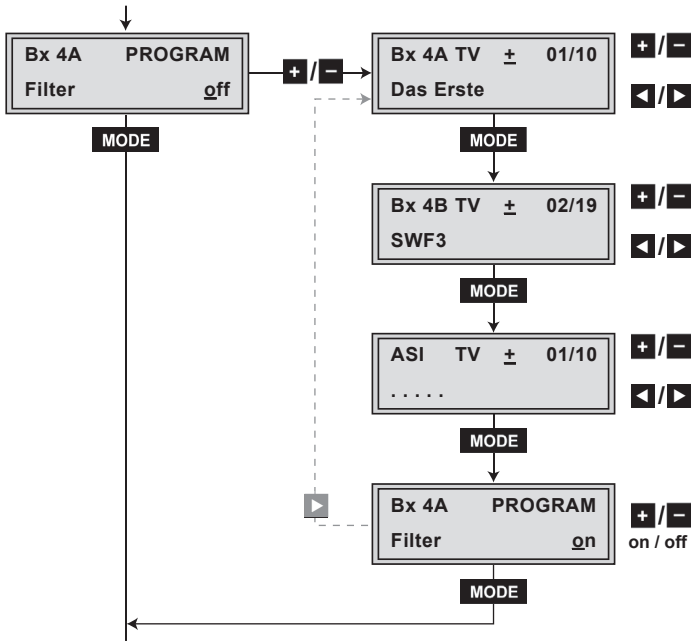 Bx 4A PROGRAM
Filter off
MODE
+ / −
Bx 4A TV ± 01/10
Das Erste
+ / −
◀ / ▶
MODE
Bx 4B TV ± 02/19
SWF3
+ / −
◀ / ▶
MODE
ASI TV ± 01/10
. . . . .
+ / −
◀ / ▶
MODE
▶
Bx 4A PROGRAM
Filter on
+ / −
on / off
MODE